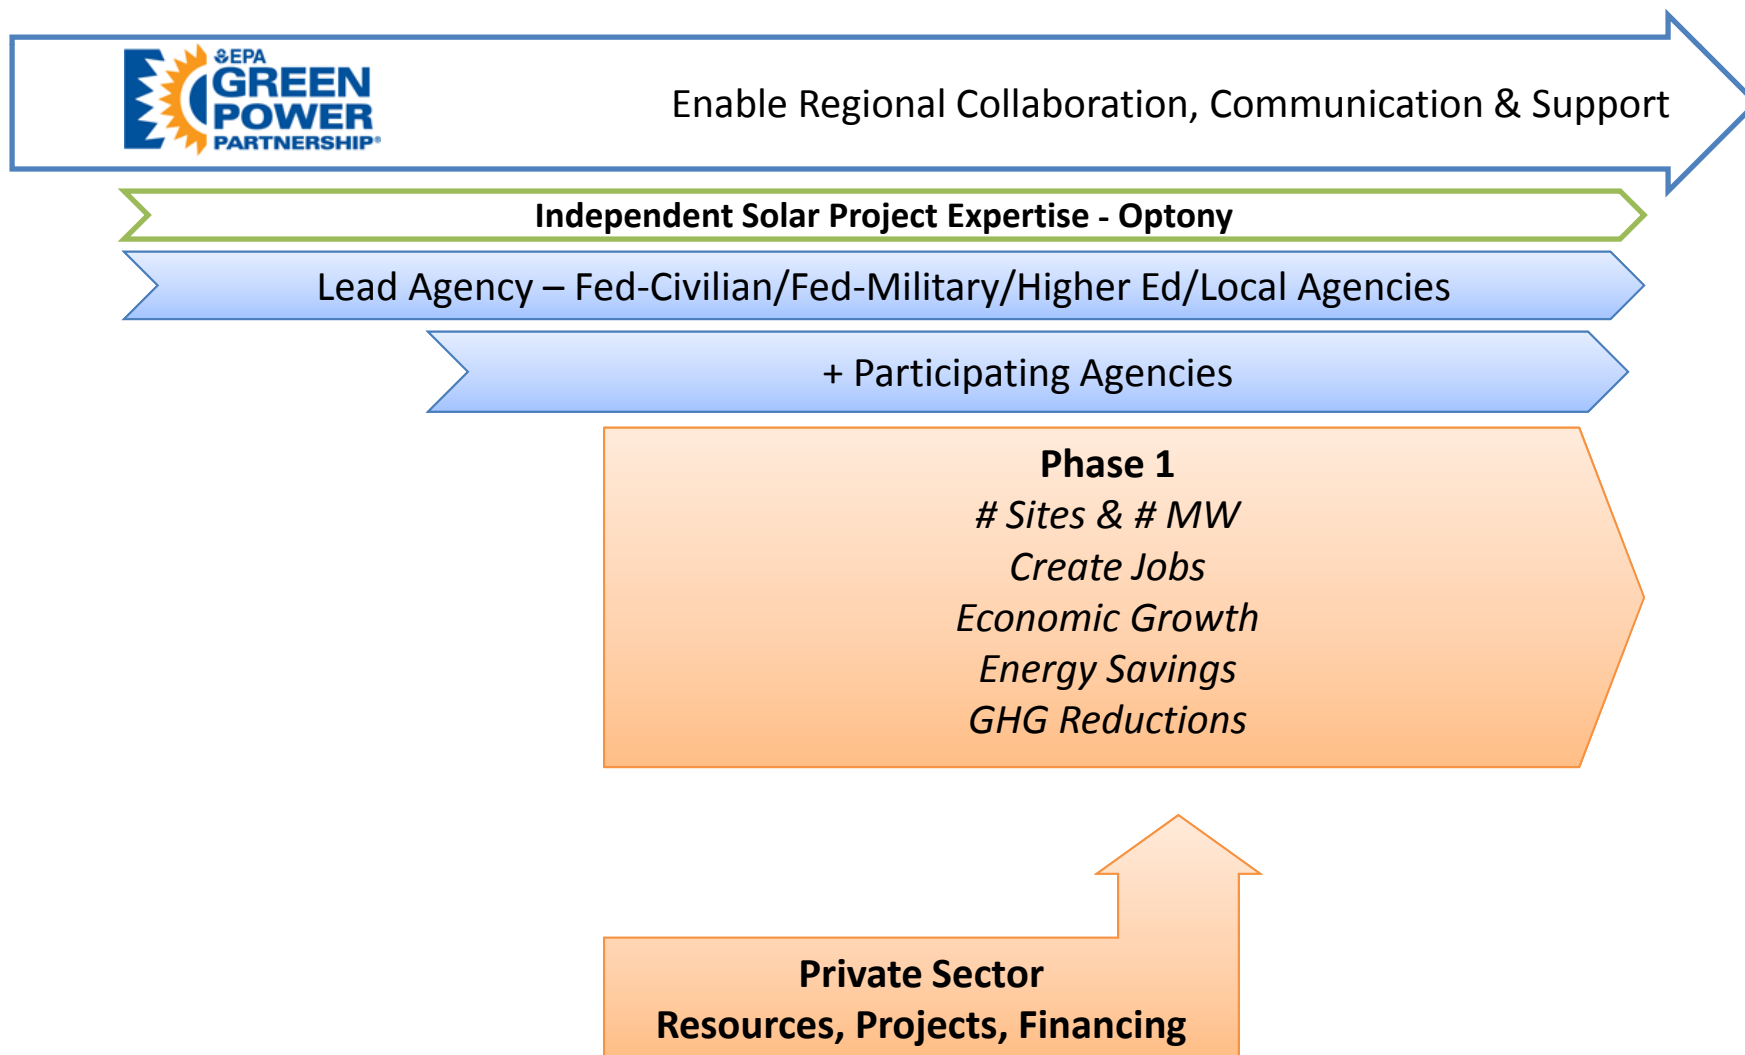 EPA
GREEN
POWER
PARTNERSHIP®
Enable Regional Collaboration, Communication & Support
Independent Solar Project Expertise - Optony
Lead Agency – Fed-Civilian/Fed-Military/Higher Ed/Local Agencies
+ Participating Agencies
Phase 1
# Sites & # MW
Create Jobs
Economic Growth
Energy Savings
GHG Reductions
Private Sector
Resources, Projects, Financing